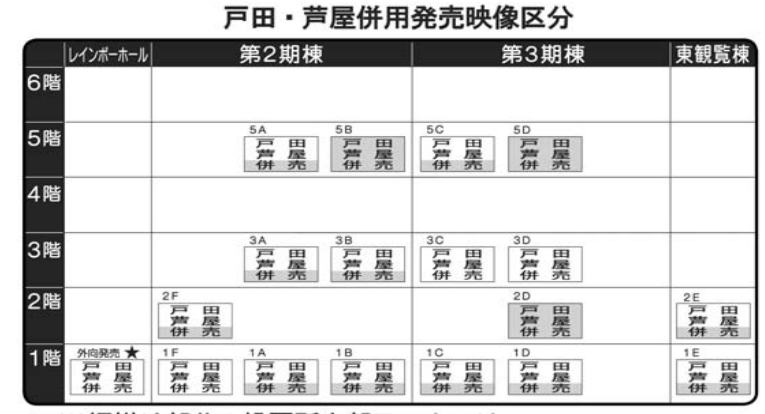 戸田・芦屋併用発売映像区分
レインボーホール 第2期棟 第3期棟 東観覧棟
6階
5階
5A 5B 5C 5D
戸田 戸田 戸田 戸田
芦屋 芦屋 芦屋 芦屋
併売 併売 併売 併売
4階
3階
3A 3B 3C 3D
戸田 戸田 戸田 戸田
芦屋 芦屋 芦屋 芦屋
併売 併売 併売 併売
2階
2F 2D 2E
戸田 戸田 戸田
芦屋 芦屋 芦屋
併売 併売 併売
1階
外向発売★ 1F 1A 1B 1C 1D 1E
戸田 戸田 戸田 戸田 戸田 戸田 戸田
芦屋 芦屋 芦屋 芦屋 芦屋 芦屋 芦屋
併売 併売 併売 併売 併売 併売 併売